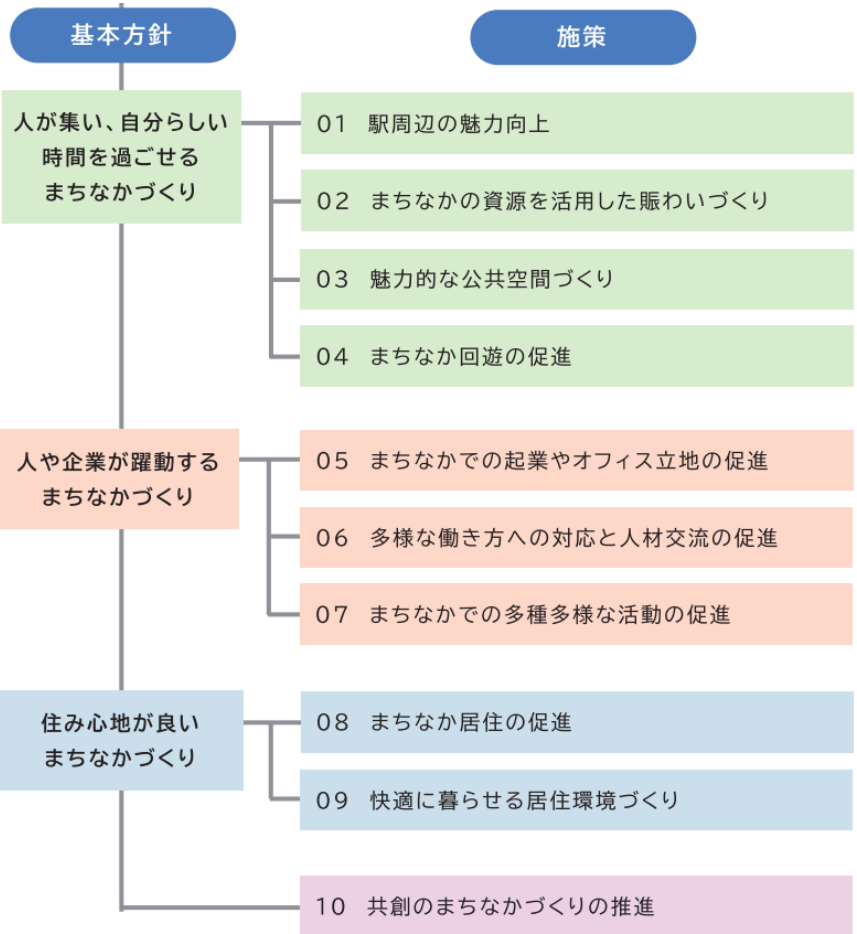 基本方針
施策
人が集い、自分らしい
時間を過ごせる
まちなかづくり
01 駅周辺の魅力向上
02 まちなかの資源を活用した賑わいづくり
03 魅力的な公共空間づくり
04 まちなか回遊の促進
人や企業が躍動する
まちなかづくり
05 まちなかでの起業やオフィス立地の促進
06 多様な働き方への対応と人材交流の促進
07 まちなかでの多種多様な活動の促進
住み心地が良い
まちなかづくり
08 まちなか居住の促進
09 快適に暮らせる居住環境づくり
10 共創のまちなかづくりの推進